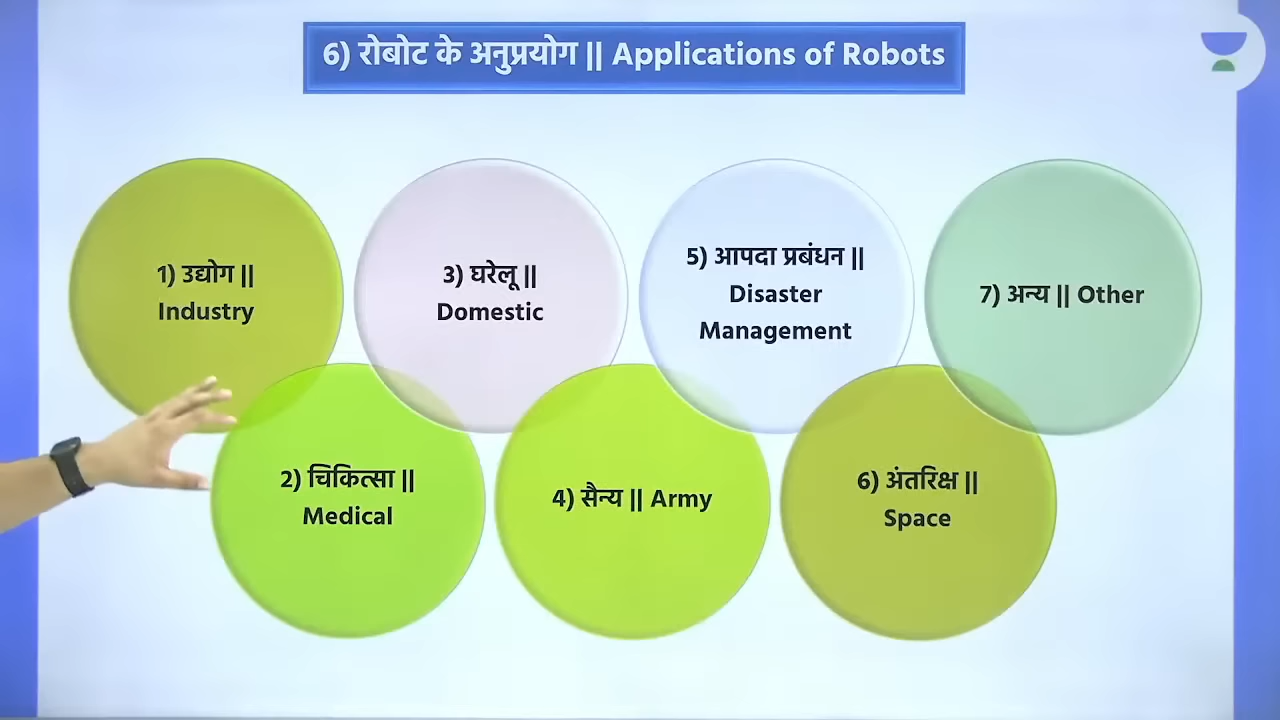 6) रोबोट के अनुप्रयोग || Applications of Robots
1) उद्योग ||
Industry
2) चिकित्सा ||
Medical
3) घरेलू ||
Domestic
4) सैन्य || Army
5) आपदा प्रबंधन ||
Disaster
Management
6) अंतरिक्ष ||
Space
7) अन्य || Other